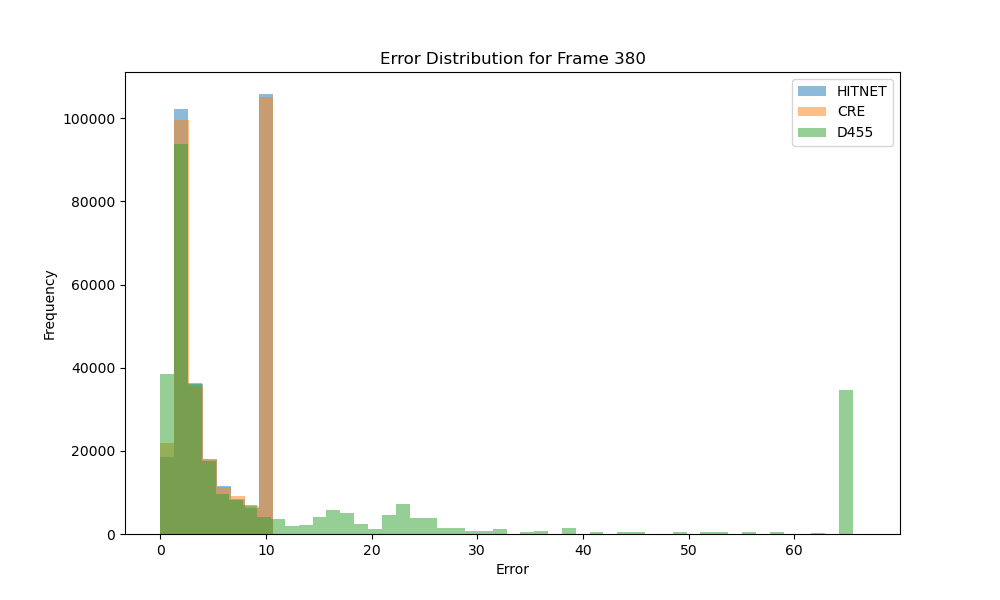 Error Distribution for Frame 380
HITNET
CRE
D455
100000
80000
60000
40000
20000
0
Frequency
0 10 20 30 40 50 60
Error